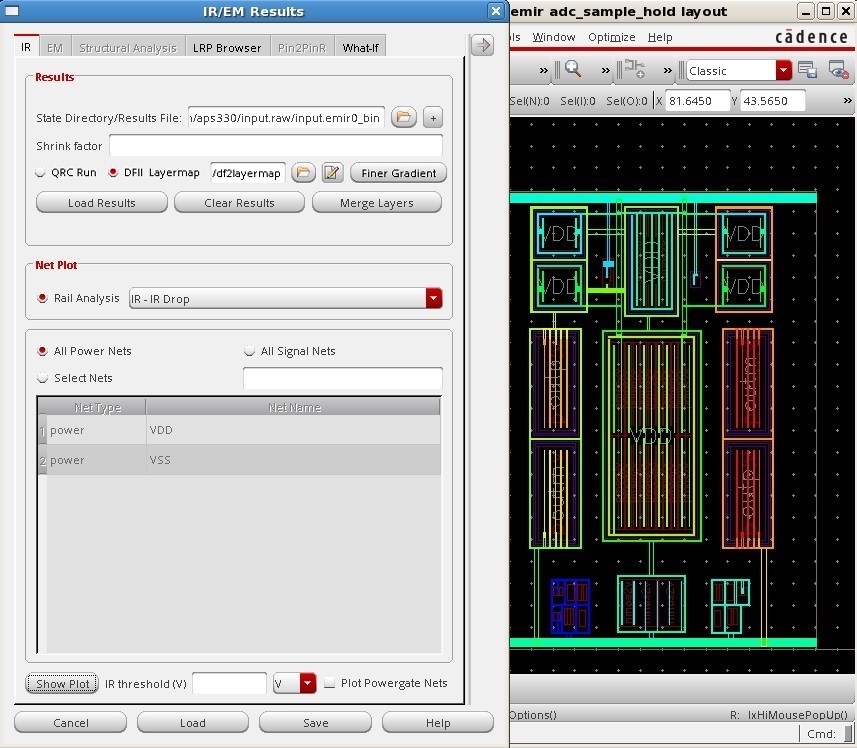 IR/EM Results
emir adc_sample_hold layout
IR EM Structural Analysis LRP Browser Pin2PinR What-If
ols Window Optimize Help cādence
Classic
Sel(N):0 Sel(I):0 Sel(O):0 X 81.6450 Y 43.5650
Results
State Directory/Results File: ı/aps330/input.raw/input.emir0_bin
Shrink factor
QRC Run DFII Layermap /df2layermap Finer Gradient
Load Results Clear Results Merge Layers
Net Plot
Rail Analysis IR - IR Drop
All Power Nets All Signal Nets
Select Nets
Net Type Net Name
1 power VDD
2 power VSS
Show Plot IR threshold (V) V Plot Powergate Nets
Cancel Load Save Help
VDD VDD VDD
VDD VDD
VDD
Options() R: lxHiMousePopUp()
Cmd: